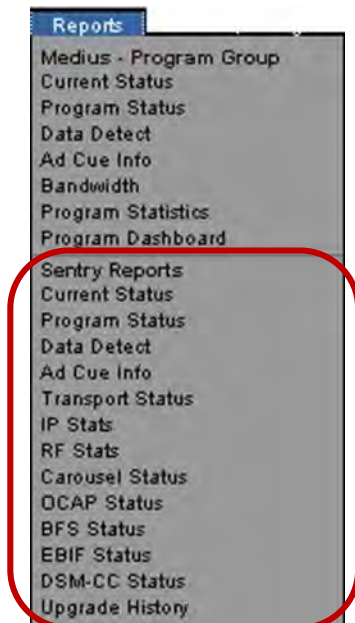 Reports
Medius - Program Group
Current Status
Program Status
Data Detect
Ad Cue Info
Bandwidth
Program Statistics
Program Dashboard
Sentry Reports
Current Status
Program Status
Data Detect
Ad Cue Info
Transport Status
IP Stats
RF Stats
Carousel Status
OCAP Status
BFS Status
EBIF Status
DSM-CC Status
Upgrade History